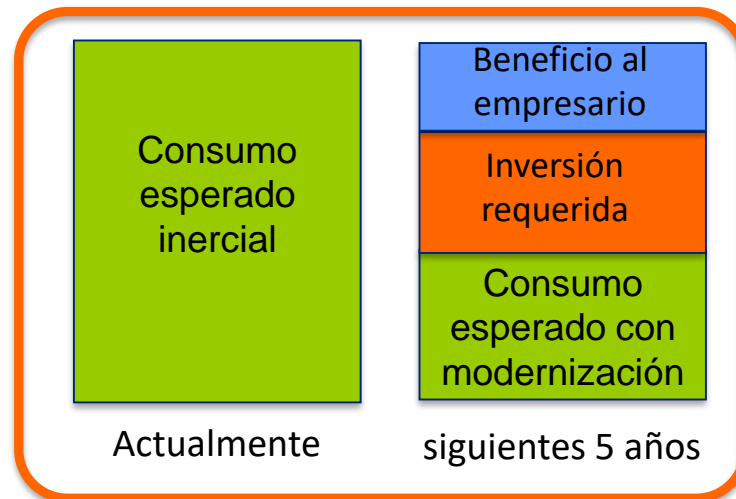 Consumo
esperado
inercial
Actualmente
Beneficio al
empresario
Inversión
requerida
Consumo
esperado con
modernización
siguientes 5 años